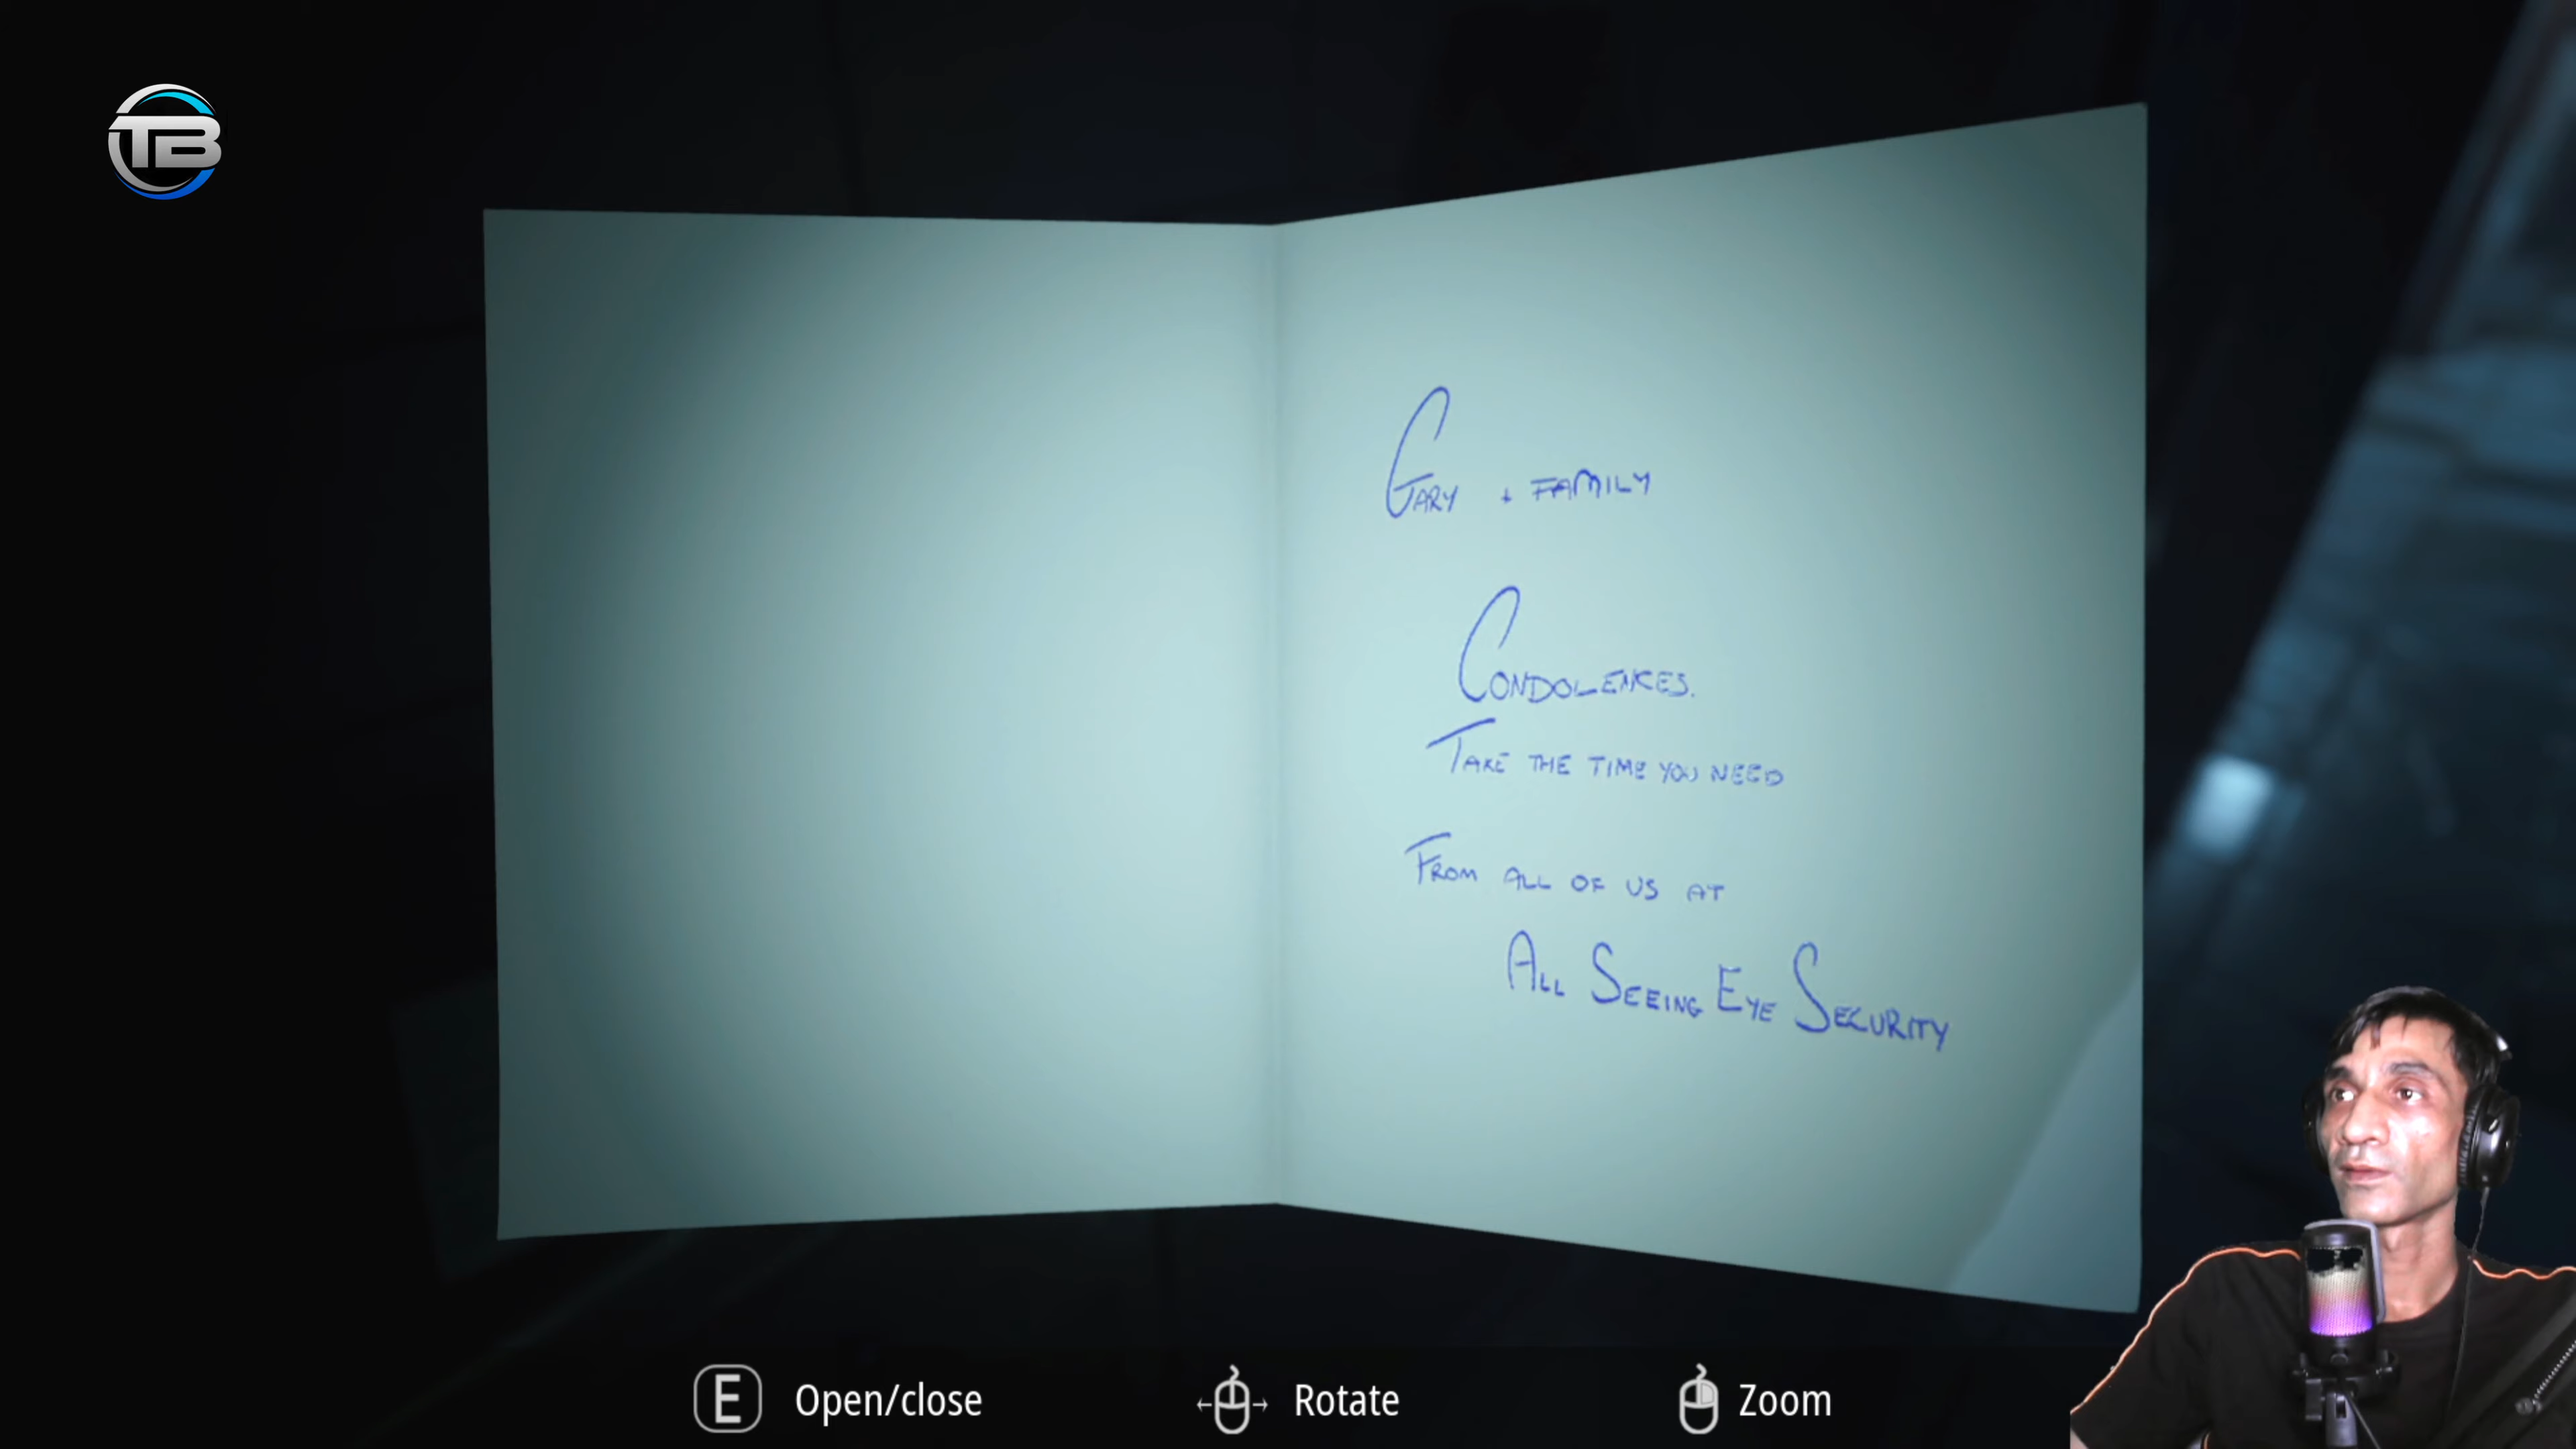 TB
GARY + FAMILY
CONDOLENCES.
TAKE THE TIME YOU NEED
FROM ALL OF US AT
ALL SEEING EYE SECURITY
E Open/close Rotate Zoom